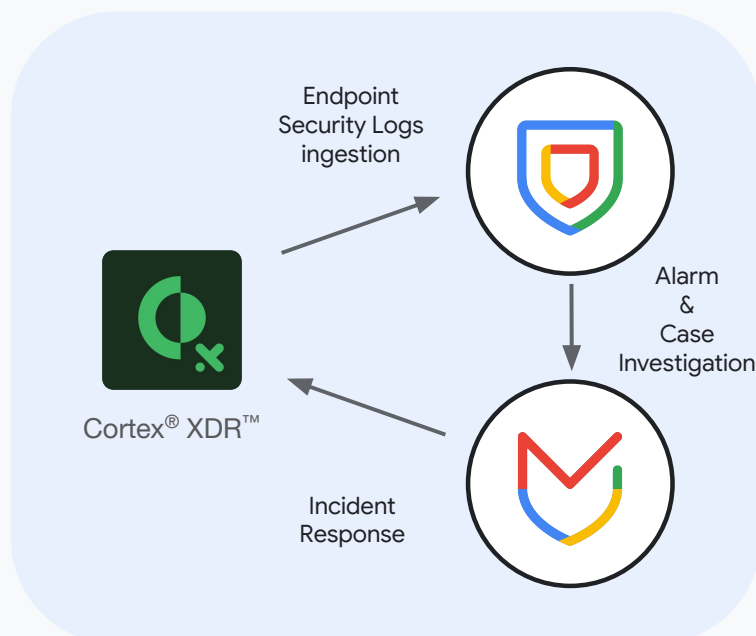 Endpoint
Security Logs
ingestion
Alarm
&
Case
Investigation
Cortex® XDR™
Incident
Response